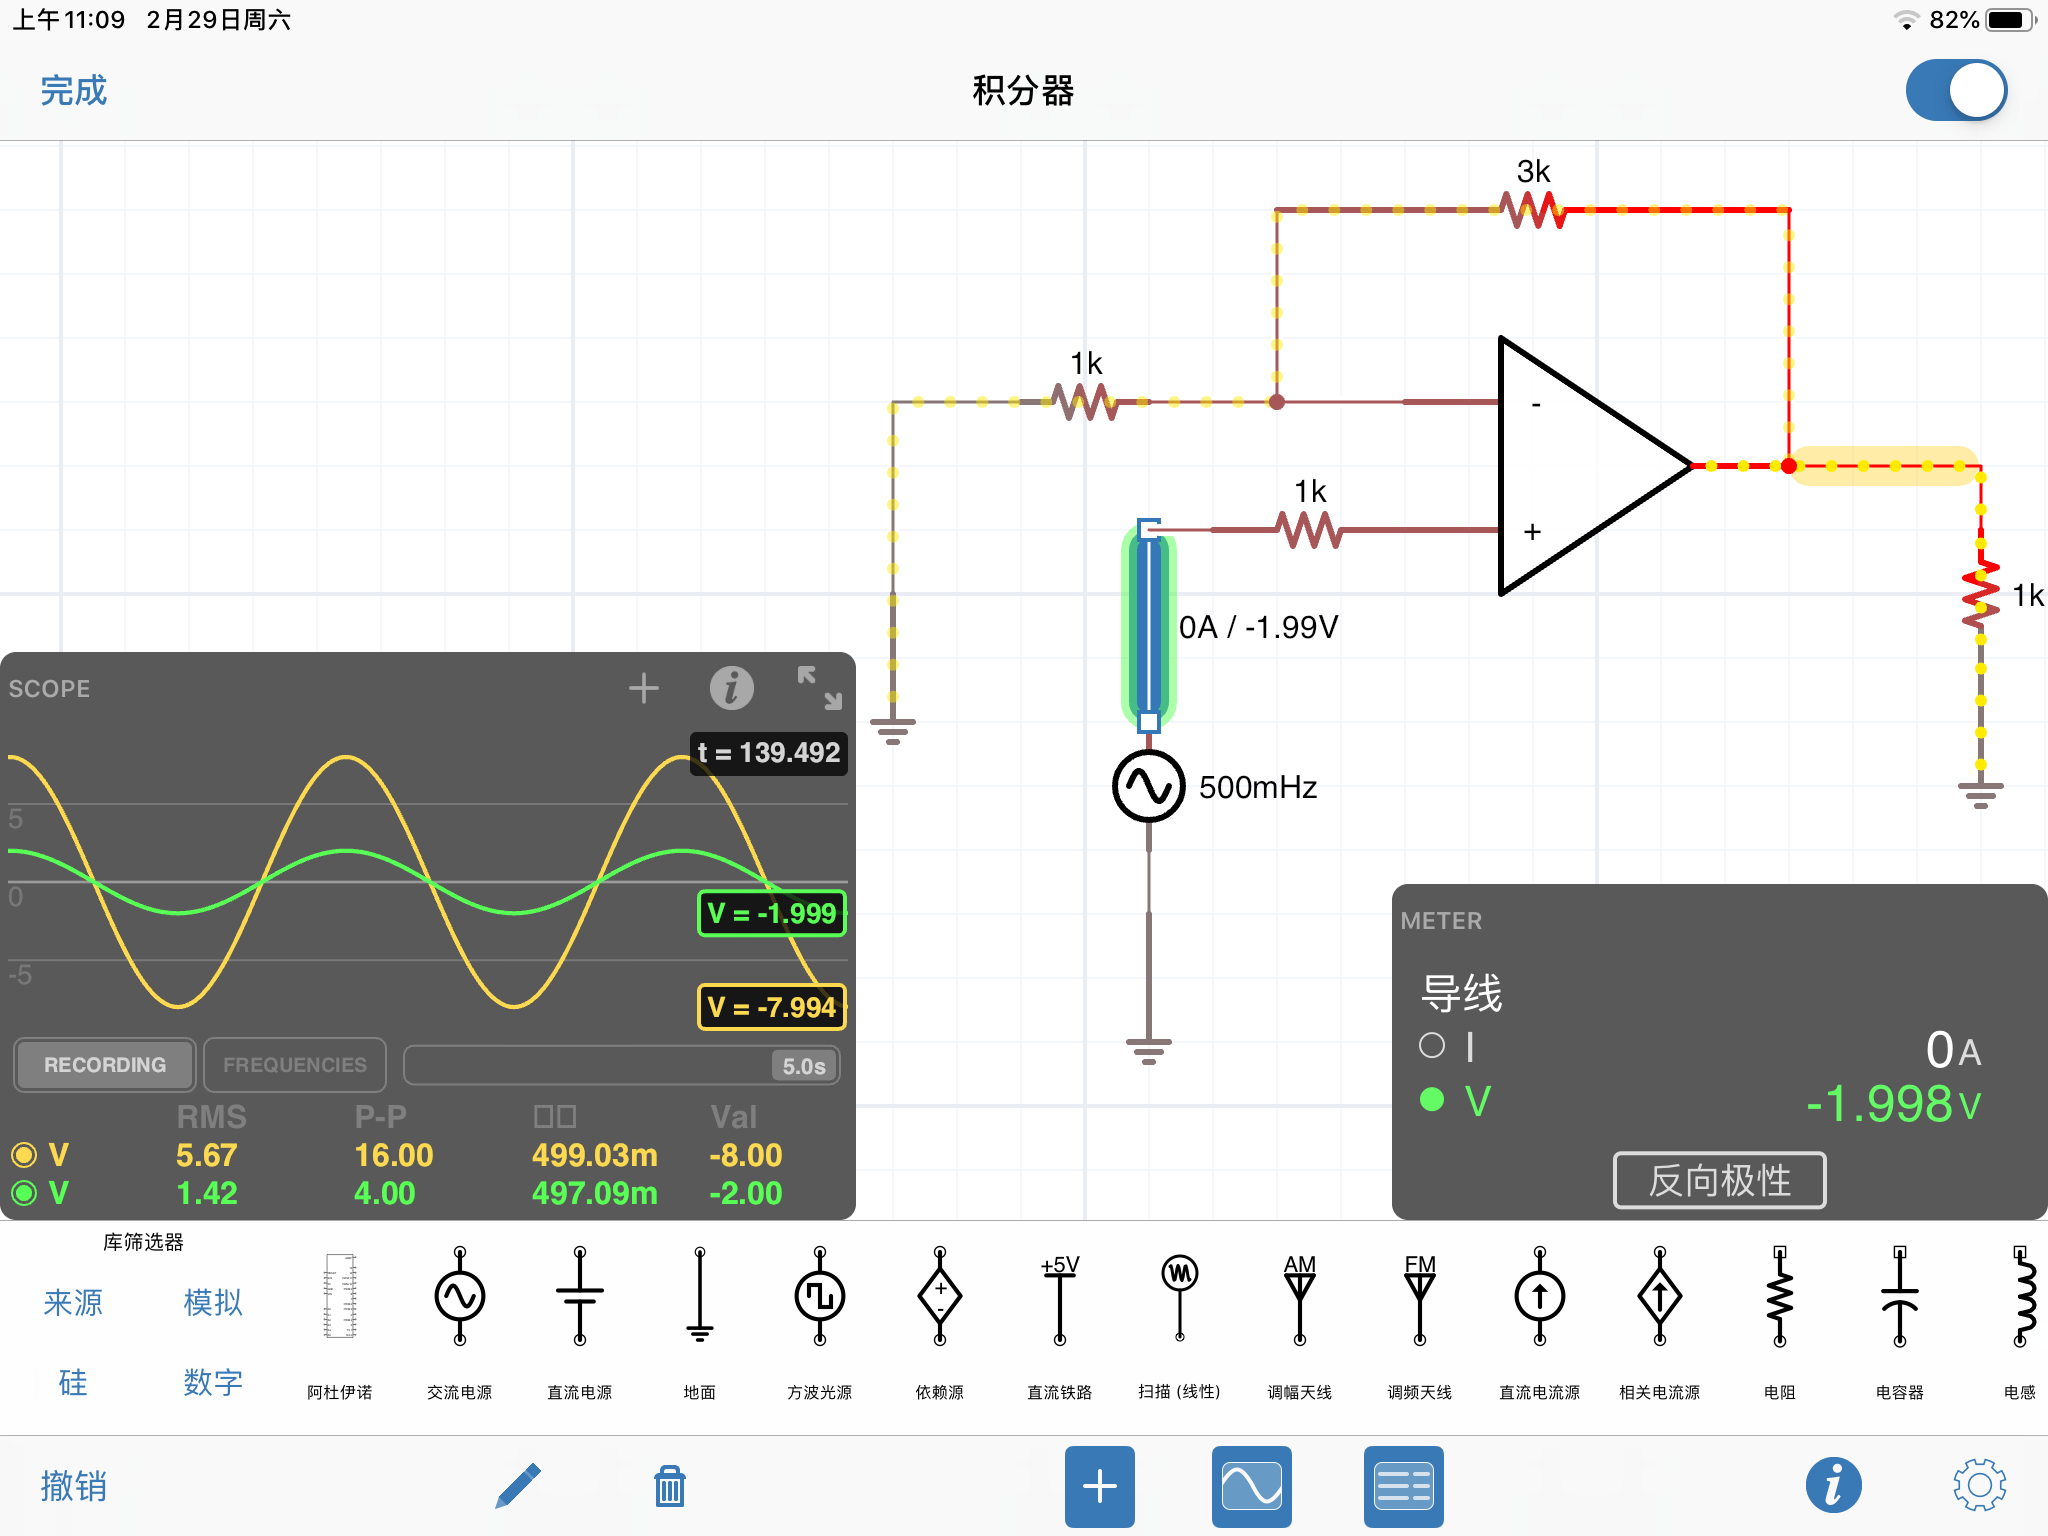 上午11:09 2月29日周六
82%
完成
积分器
3k
1k
-
1k
+
1k
0A / -1.99V
500mHz
SCOPE
t = 139.492
5
0
V = -1.999
-5
V = -7.994
RECORDING
FREQUENCIES
5.0s
RMS P-P Val
V 5.67 16.00 499.03m -8.00
V 1.42 4.00 497.09m -2.00
METER
导线
I 0A
V -1.998V
反向极性
库筛选器
来源 模拟
硅 数字
+5V
AM
FM
阿杜伊诺 交流电源 直流电源 地面 方波光源 依赖源 直流铁路 扫描 (线性) 调幅天线 调频天线 直流电流源 相关电流源 电阻 电容器 电感
撤销